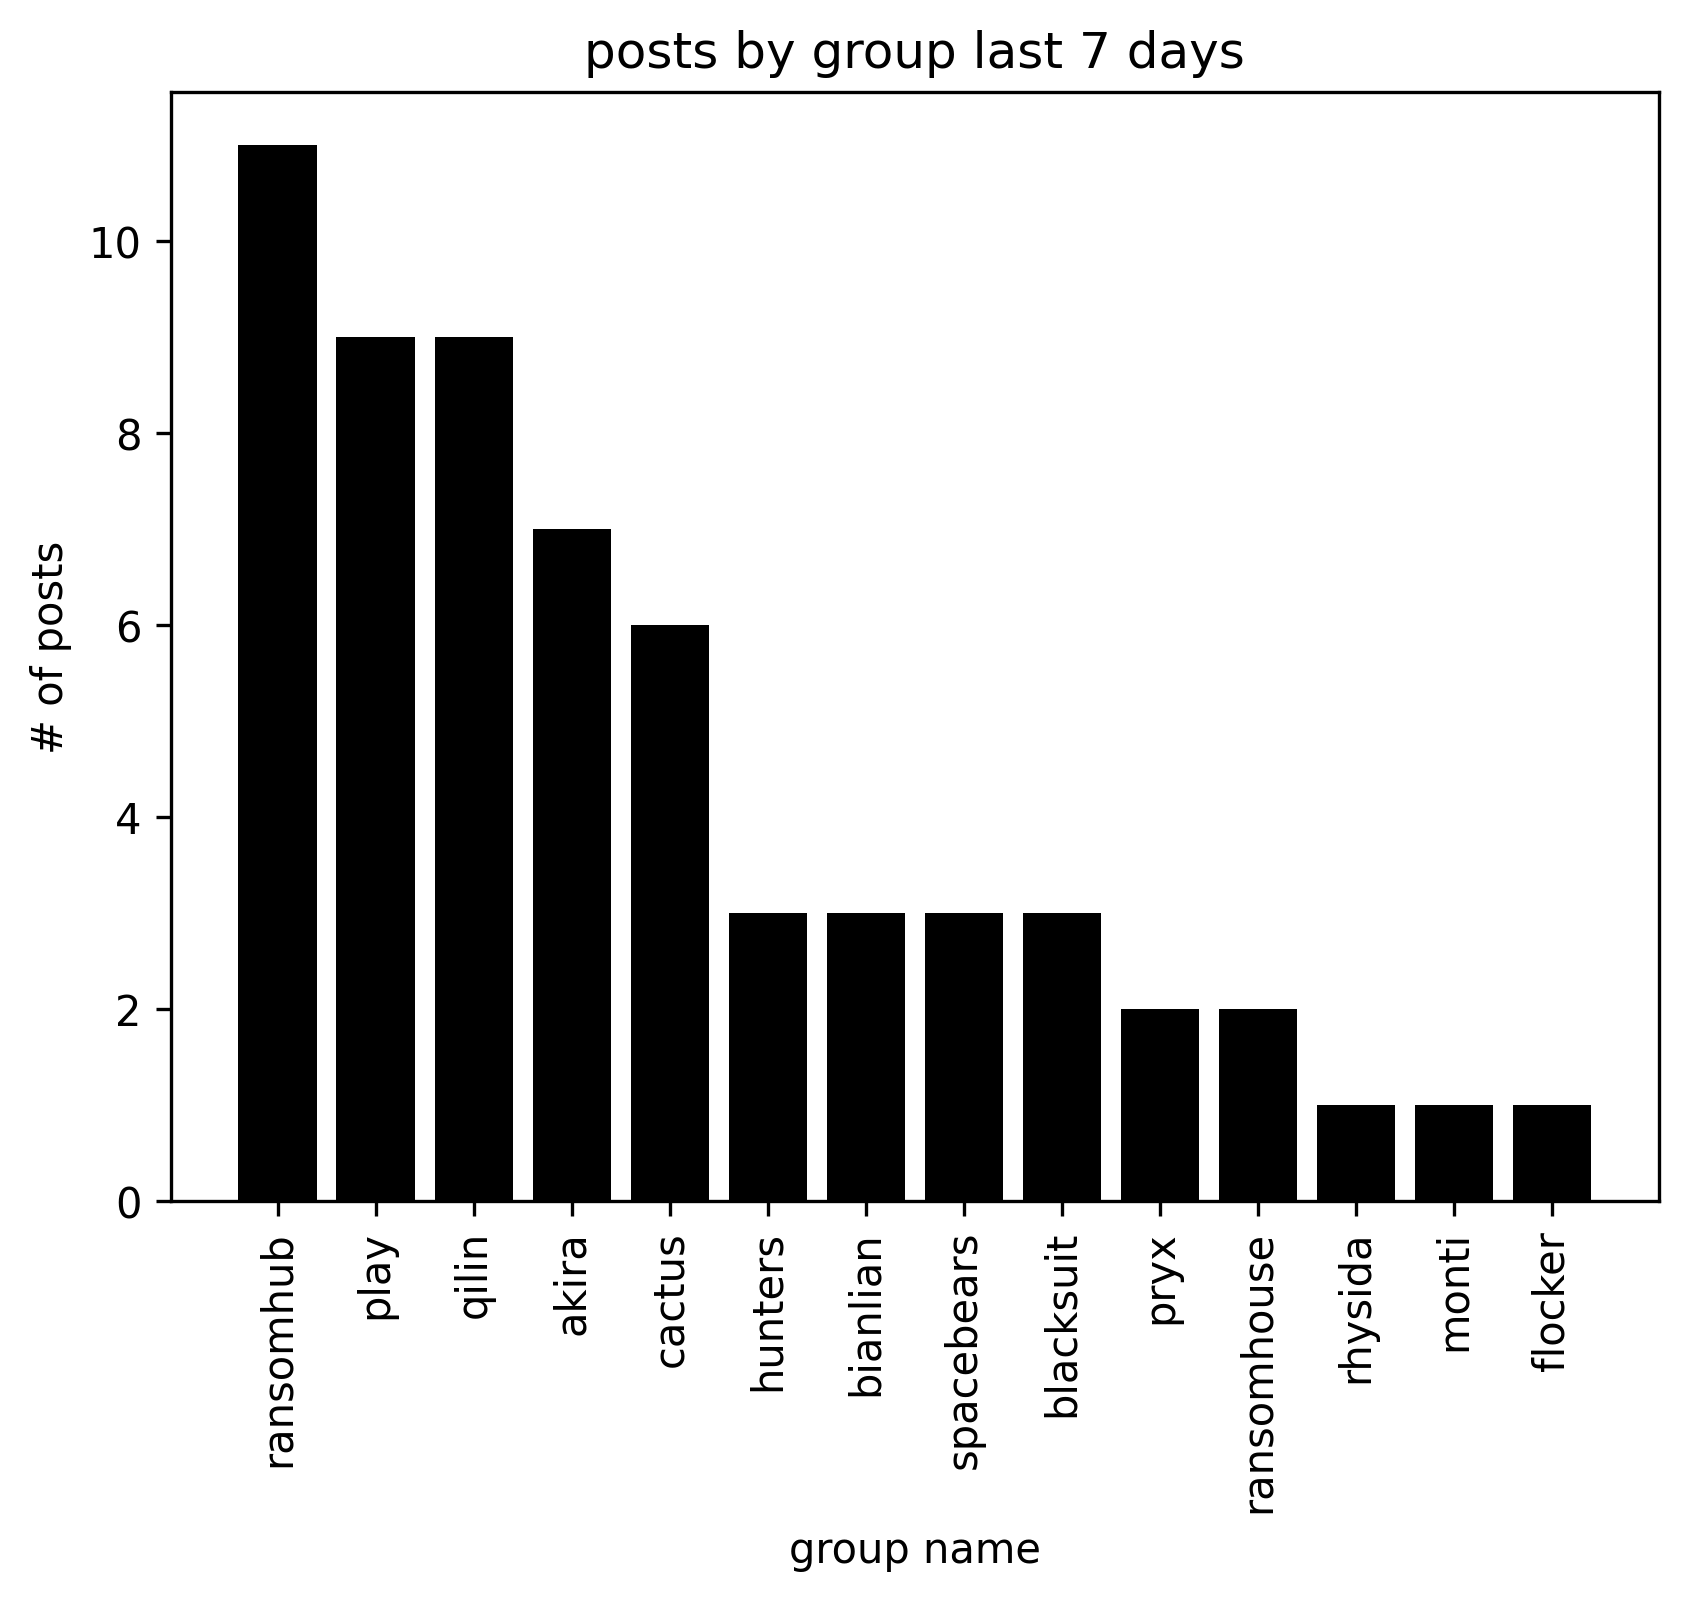 posts by group last 7 days
# of posts
10
8
6
4
2
0
ransomhub
play
qilin
akira
cactus
hunters
bianlian
spacebears
blacksuit
pryx
ransomhouse
rhysida
monti
flocker
group name